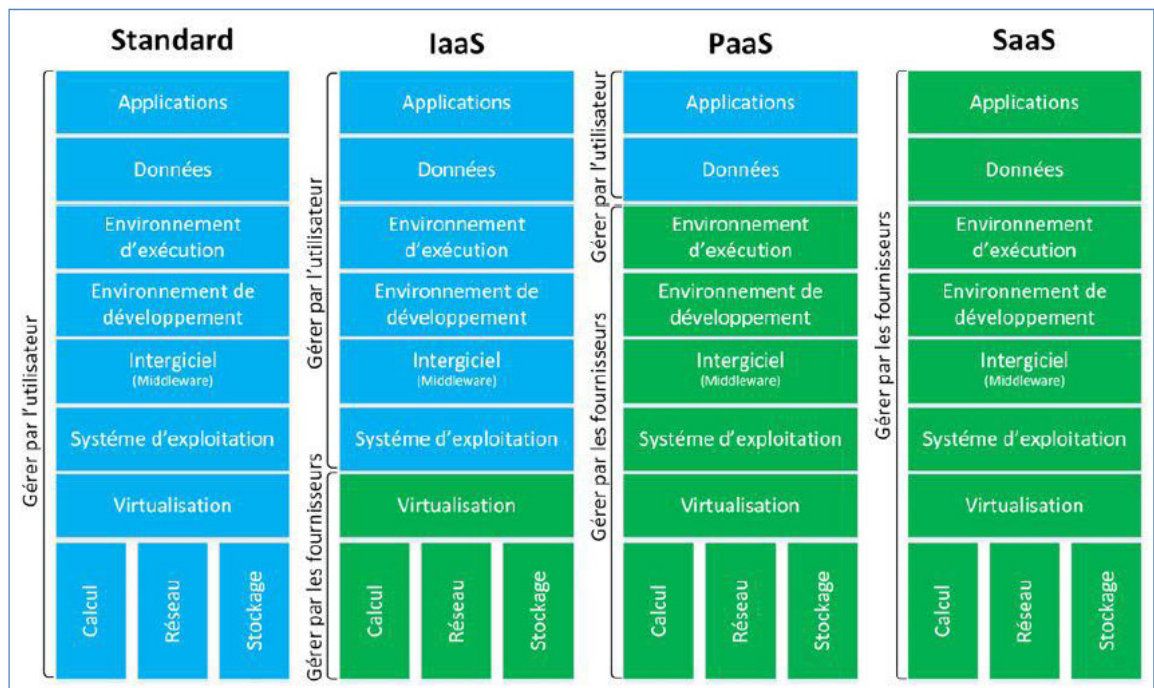 Standard
Gérer par l'utilisateur
Applications
Données
Environnement
d'exécution
Environnement de
développement
Intergiciel
(Middleware)
Systéme d'exploitation
Virtualisation
Calcul
Réseau
Stockage
IaaS
Gérer par l'utilisateur
Applications
Données
Environnement
d'exécution
Environnement de
développement
Intergiciel
(Middleware)
Systéme d'exploitation
Gérer par les fournisseurs
Virtualisation
Calcul
Réseau
Stockage
PaaS
Gérer par l'utilisateur
Applications
Données
Gérer par les fournisseurs
Environnement
d'exécution
Environnement de
développement
Intergiciel
(Middleware)
Systéme d'exploitation
Virtualisation
Calcul
Réseau
Stockage
SaaS
Gérer par les fournisseurs
Applications
Données
Environnement
d'exécution
Environnement de
développement
Intergiciel
(Middleware)
Systéme d'exploitation
Virtualisation
Calcul
Réseau
Stockage